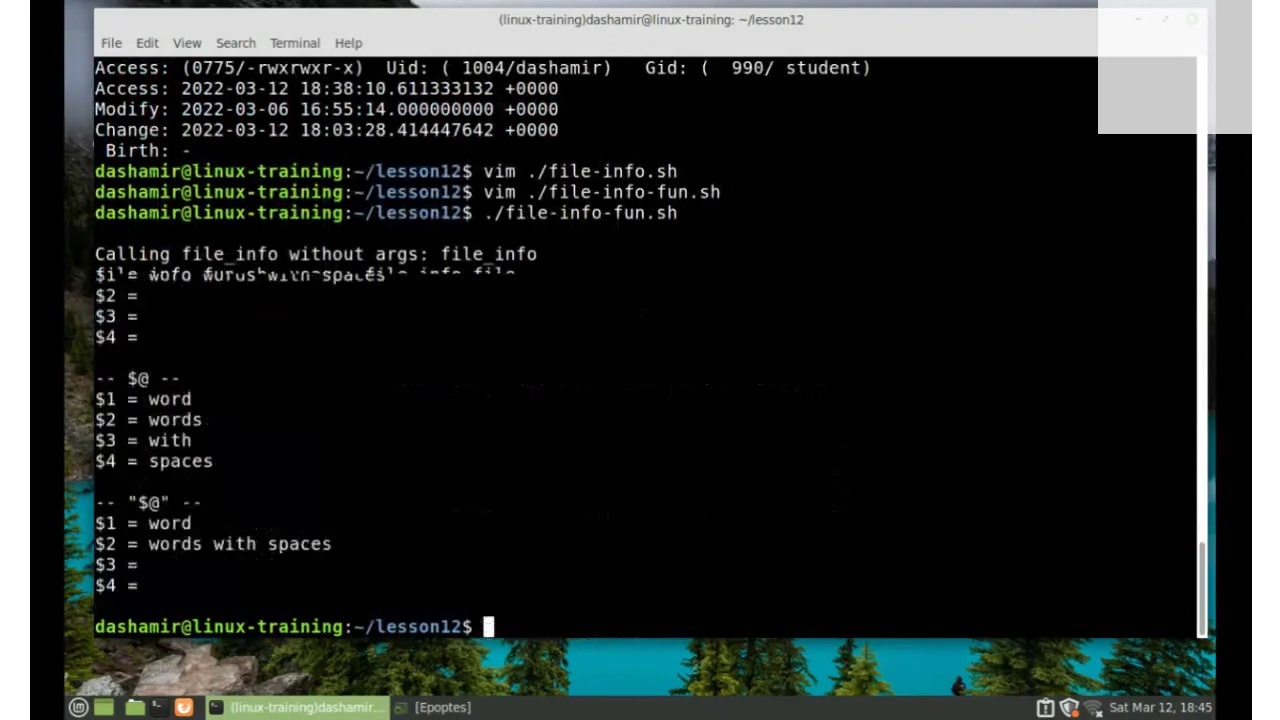 (linux-training)dashamir@linux-training: ~/lesson12
File Edit View Search Terminal Help
Access: (0775/-rwxrwxr-x) Uid: ( 1004/dashamir) Gid: ( 990/ student)
Access: 2022-03-12 18:38:10.611333132 +0000
Modify: 2022-03-06 16:55:14.000000000 +0000
Change: 2022-03-12 18:03:28.414447642 +0000
Birth: -
dashamir@linux-training:~/lesson12$ vim ./file-info.sh
dashamir@linux-training:~/lesson12$ vim ./file-info-fun.sh
dashamir@linux-training:~/lesson12$ ./file-info-fun.sh
Calling file_info without args: file_info
$2 =
$3 =
$4 =
-- $@ --
$1 = word
$2 = words
$3 = with
$4 = spaces
-- "$@" --
$1 = word
$2 = words with spaces
$3 =
$4 =
dashamir@linux-training:~/lesson12$
(linux-training)dashamir... [Epoptes] Sat Mar 12, 18:45